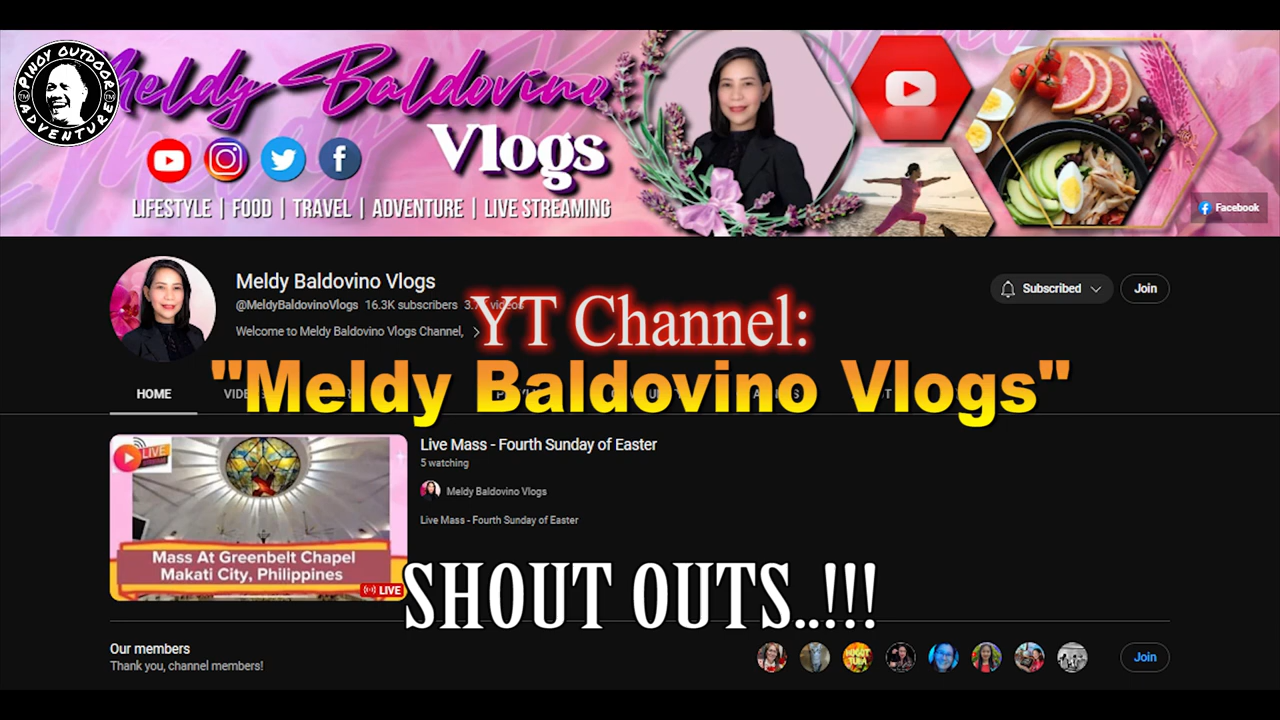 PINOY OUTDOOR
ADVENTURE
Meldy Baldovino
Vlogs
LIFESTYLE | FOOD | TRAVEL | ADVENTURE | LIVE STREAMING
Facebook
Meldy Baldovino Vlogs
@MeldyBaldovinoVlogs 16.3K subscribers
Welcome to Meldy Baldovino Vlogs Channel,
Subscribed
Join
YT Channel:
"Meldy Baldovino Vlogs"
HOME
LIVE
Mass At Greenbelt Chapel
Makati City, Philippines
LIVE
Live Mass - Fourth Sunday of Easter
5 watching
Meldy Baldovino Vlogs
Live Mass - Fourth Sunday of Easter
SHOUT OUTS..!!!
Our members
Thank you, channel members!
Join